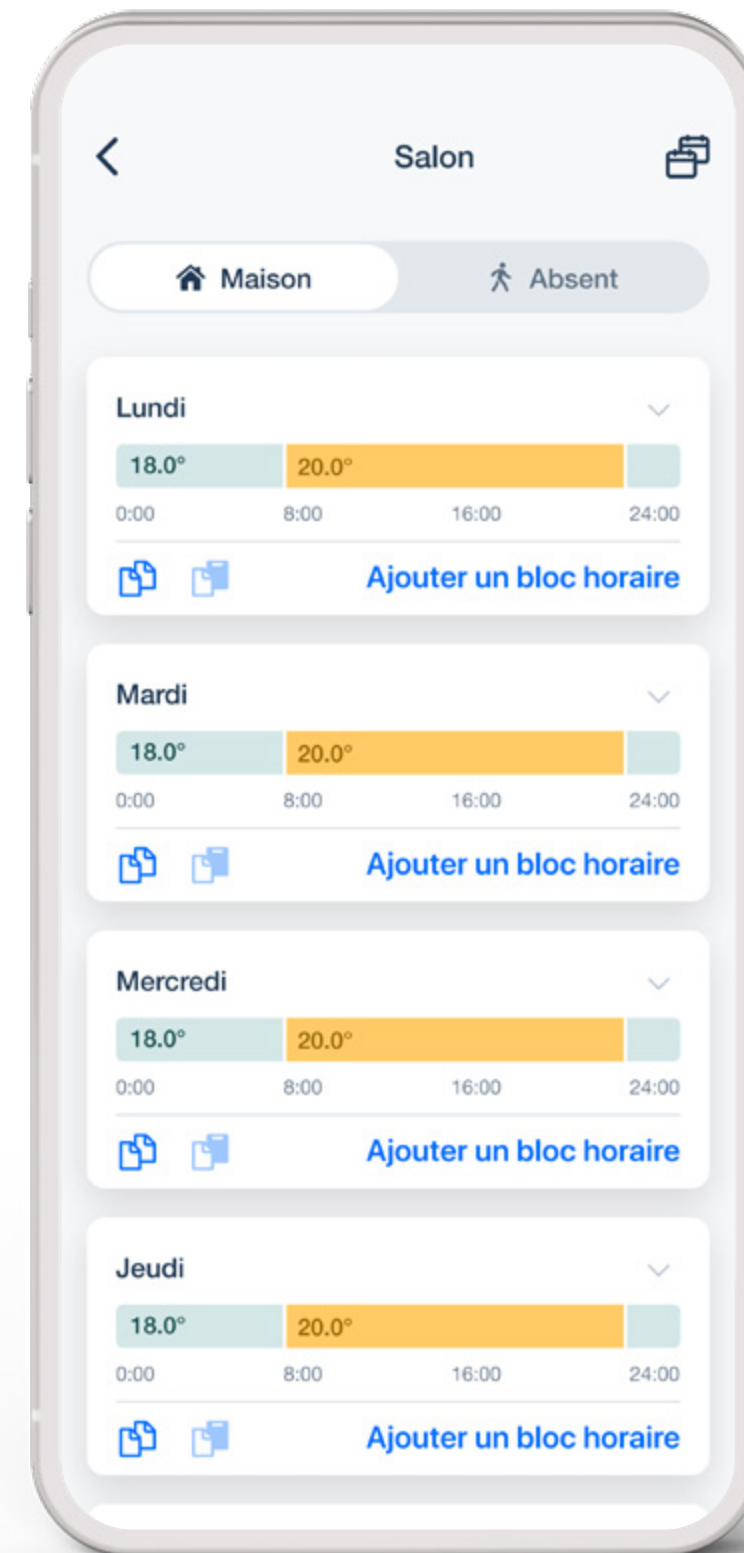 Salon
Maison Absent
Lundi
18.0° 20.0°
0:00 8:00 16:00 24:00
Ajouter un bloc horaire
Mardi
18.0° 20.0°
0:00 8:00 16:00 24:00
Ajouter un bloc horaire
Mercredi
18.0° 20.0°
0:00 8:00 16:00 24:00
Ajouter un bloc horaire
Jeudi
18.0° 20.0°
0:00 8:00 16:00 24:00
Ajouter un bloc horaire